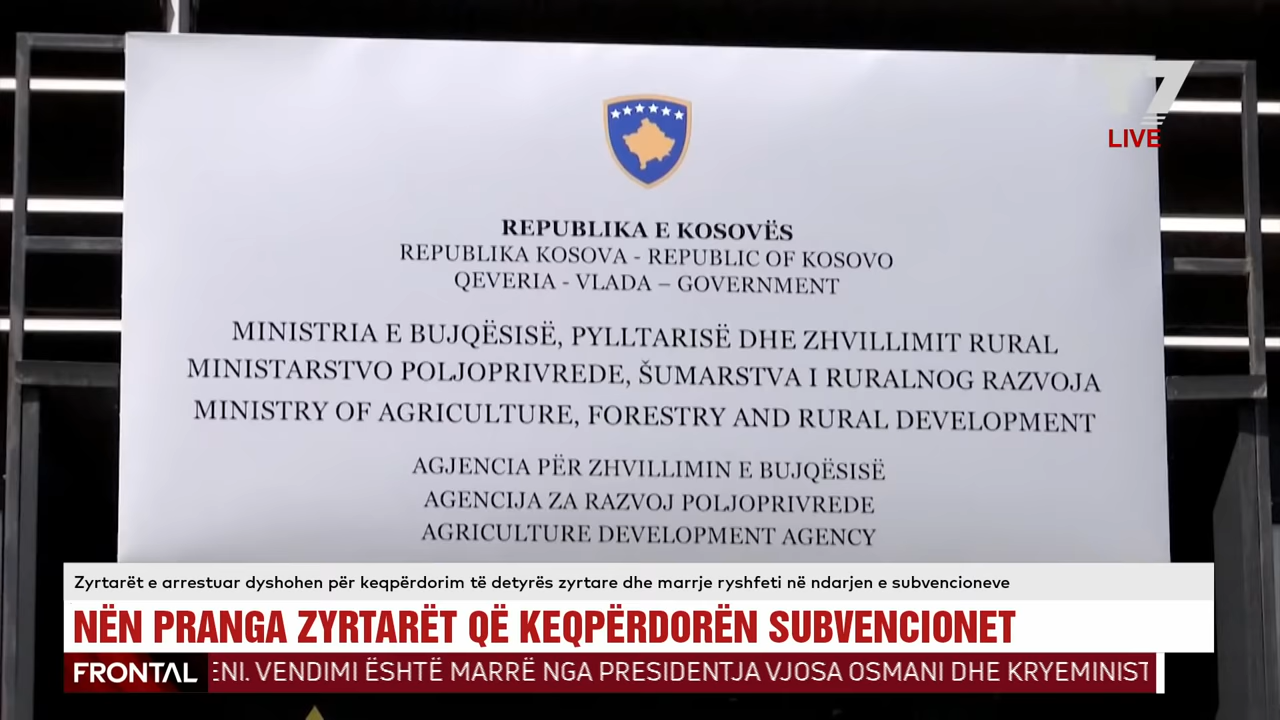 T7
LIVE
REPUBLIKA E KOSOVËS
REPUBLIKA KOSOVA - REPUBLIC OF KOSOVO
QEVERIA - VLADA – GOVERNMENT
MINISTRIA E BUJQËSISË, PYLLTARISË DHE ZHVILLIMIT RURAL
MINISTARSTVO POLJOPRIVREDE, ŠUMARSTVA I RURALNOG RAZVOJA
MINISTRY OF AGRICULTURE, FORESTRY AND RURAL DEVELOPMENT
AGJENCIA PËR ZHVILLIMIN E BUJQËSISË
AGENCIJA ZA RAZVOJ POLJOPRIVREDE
AGRICULTURE DEVELOPMENT AGENCY
Zyrtarët e arrestuar dyshohen për keqpërdorim të detyrës zyrtare dhe marrje ryshfeti në ndarjen e subvencioneve
NËN PRANGA ZYRTARËT QË KEQPËRDORËN SUBVENCIONET
FRONTAL ENI. VENDIMI ËSHTË MARRË NGA PRESIDENTJA VJOSA OSMANI DHE KRYEMINIST